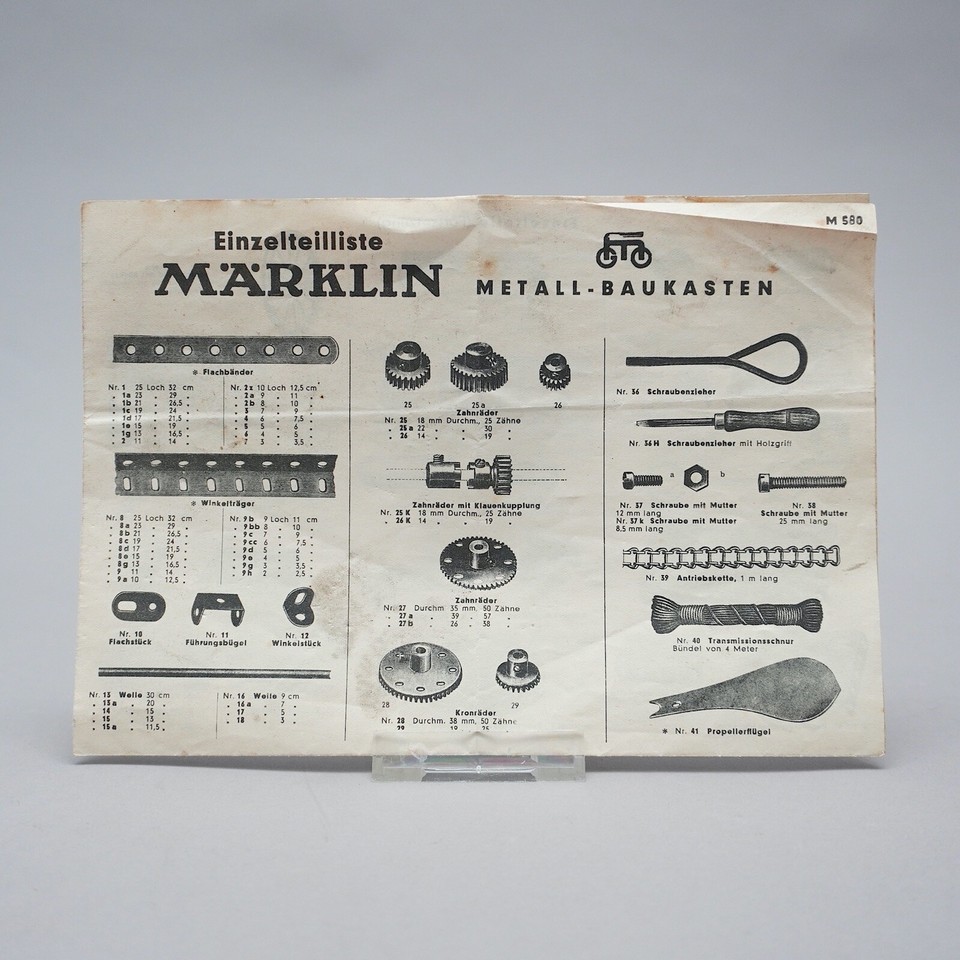 M 580
Einzelteilliste
MÄRKLIN METALL-BAUKASTEN
* Flachbänder
Nr. 1 25 Loch 32 cm
" 1a 23 " 29 "
" 1b 21 " 26,5 "
" 1c 19 " 24 "
" 1d 17 " 21,5 "
" 1e 15 " 19 "
" 1g 13 " 16,5 "
" 2 11 " 14 "
Nr. 2x 10 Loch 12,5 cm
" 2a 9 " 11 "
" 2b 8 " 10 "
" 3 7 " 9 "
" 4 6 " 7,5 "
" 5 5 " 6 "
" 6 4 " 5 "
" 7 3 " 3,5 "
* Winkelträger
Nr. 8 25 Loch 32 cm
" 8a 23 " 29 "
" 8b 21 " 26,5 "
" 8c 19 " 24 "
" 8d 17 " 21,5 "
" 8e 15 " 19 "
" 8g 13 " 16,5 "
" 9 11 " 14 "
" 9a 10 " 12,5 "
Nr. 9b 9 Loch 11 cm
" 9bb 8 " 10 "
" 9c 7 " 9 "
" 9cc 6 " 7,5 "
" 9d 5 " 6 "
" 9e 4 " 5 "
" 9g 3 " 3,5 "
" 9h 2 " 2,5 "
Nr. 10
Flachstück
Nr. 11
Führungsbügel
Nr. 12
Winkelstück
Nr. 13 Welle 30 cm
" 13a " 20 "
" 14 " 15 "
" 15 " 13 "
" 15a " 11,5 "
Nr. 16 Welle 9 cm
" 16a " 7 "
" 17 " 5 "
" 18 " 3 "
25 25a 26
Zahnräder
Nr. 25 18 mm Durchm., 25 Zähne
" 25a 22 " " 30 "
" 26 14 " " 19 "
Zahnräder mit Klauenkupplung
Nr. 25 K 18 mm Durchm., 25 Zähne
" 26 K 14 " " 19 "
Zahnräder
Nr. 27 Durchm 35 mm, 50 Zähne
" 27a " 39 " 57 "
" 27b " 26 " 38 "
28 29
Kronräder
Nr. 28 Durchm. 38 mm, 50 Zähne
" 29 " 19 " 25 "
Nr. 36 Schraubenzieher
Nr. 36 H Schraubenzieher mit Holzgriff
a b
Nr. 37 Schraube mit Mutter
12 mm lang
Nr. 37 k Schraube mit Mutter
8,5 mm lang
Nr. 38
Schraube mit Mutter
25 mm lang
Nr. 39 Antriebskette, 1 m lang
Nr. 40 Transmissionsschnur
Bündel von 4 Meter
* Nr. 41 Propellerflügel